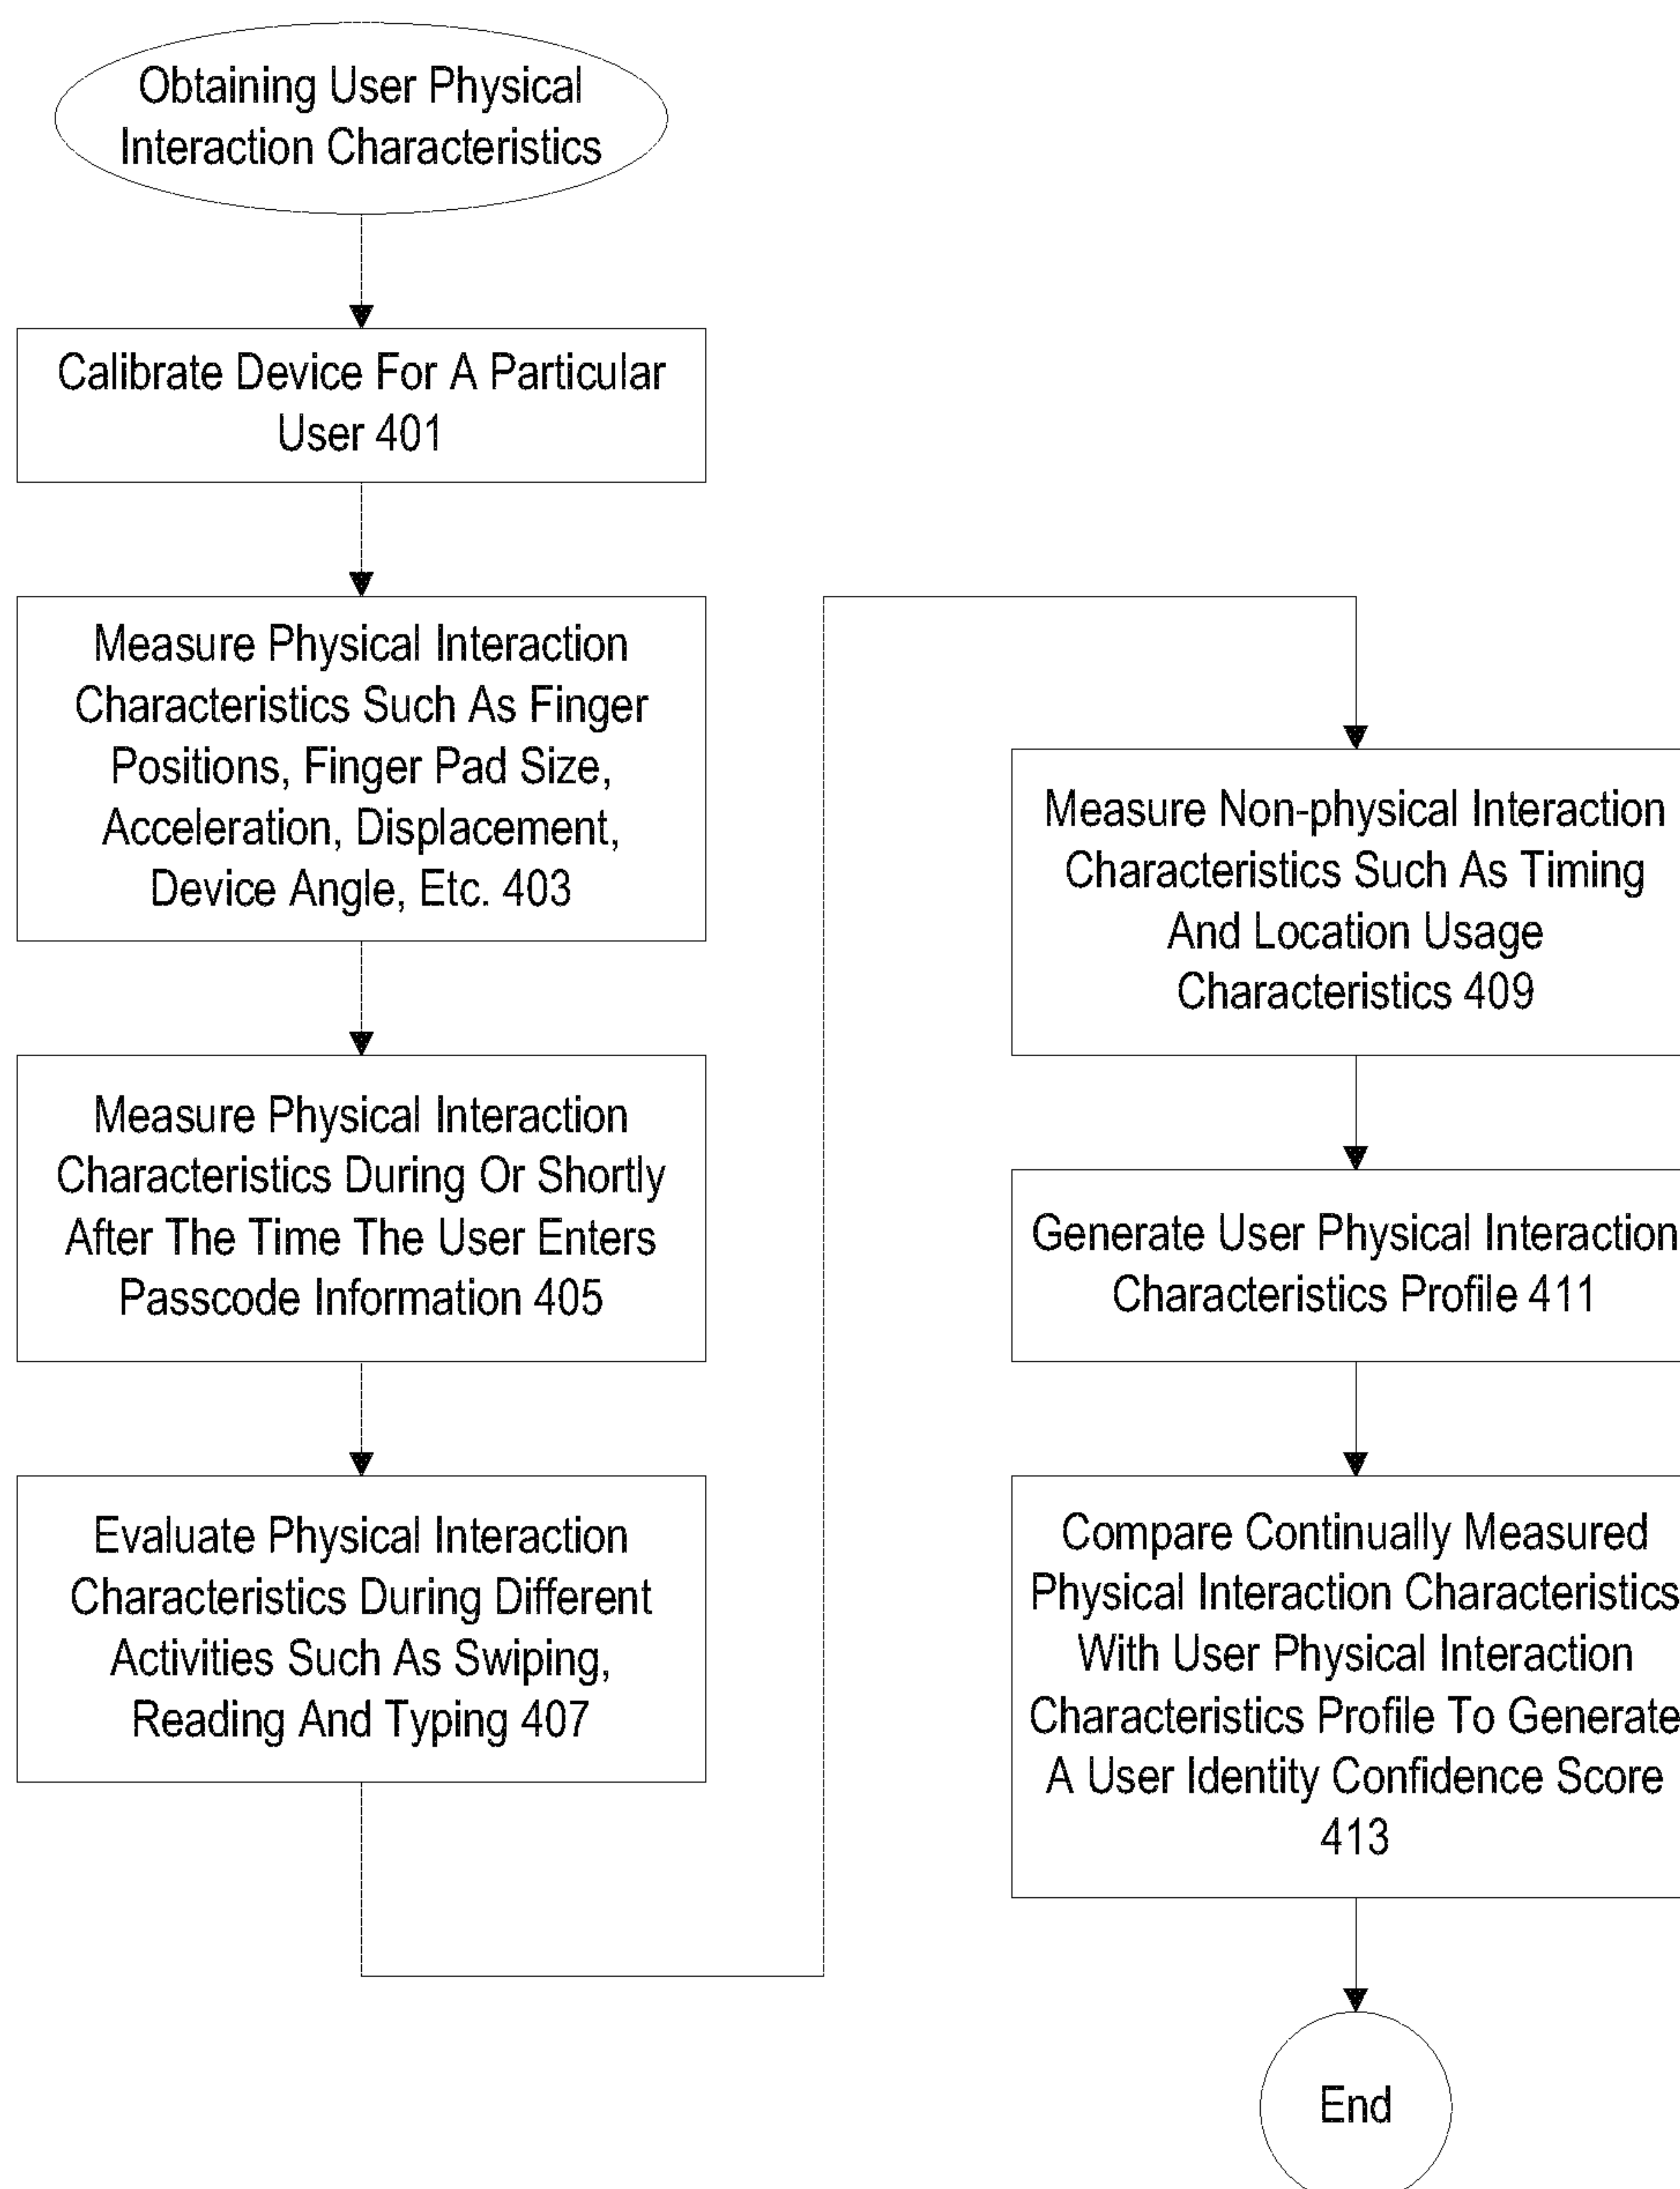 Obtaining User Physical
Interaction Characteristics
Calibrate Device For A Particular
User 401
Measure Physical Interaction
Characteristics Such As Finger
Positions, Finger Pad Size,
Acceleration, Displacement,
Device Angle, Etc. 403
Measure Physical Interaction
Characteristics During Or Shortly
After The Time The User Enters
Passcode Information 405
Evaluate Physical Interaction
Characteristics During Different
Activities Such As Swiping,
Reading And Typing 407
Measure Non-physical Interaction
Characteristics Such As Timing
And Location Usage
Characteristics 409
Generate User Physical Interaction
Characteristics Profile 411
Compare Continually Measured
Physical Interaction Characteristics
With User Physical Interaction
Characteristics Profile To Generate
A User Identity Confidence Score
413
End